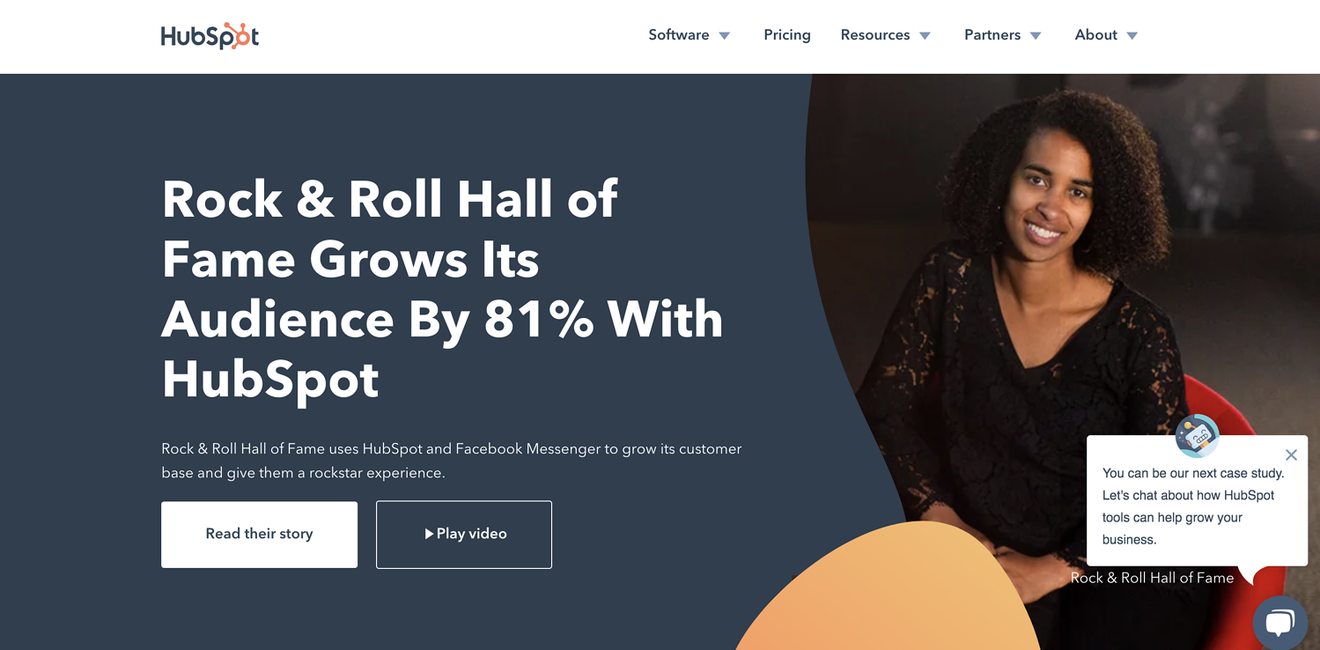 HubSpot
Software
Pricing
Resources
Partners
About
Rock & Roll Hall of
Fame Grows Its
Audience By 81% With
HubSpot
Rock & Roll Hall of Fame uses HubSpot and Facebook Messenger to grow its customer
base and give them a rockstar experience.
Read their story
Play video
You can be our next case study.
Let's chat about how HubSpot
tools can help grow your
business.
Rock & Roll Hall of Fame